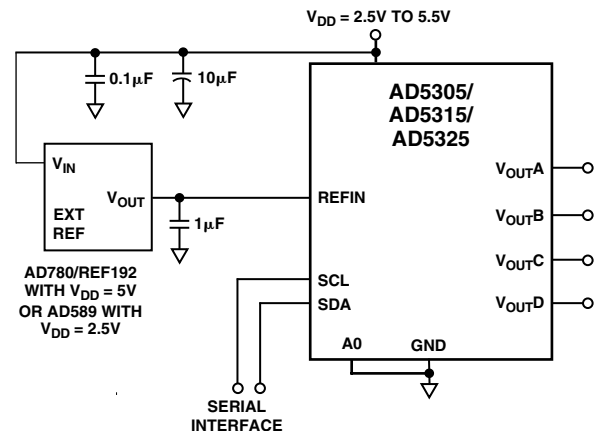 V_DD = 2.5V TO 5.5V
0.1μF
10μF
AD5305/
AD5315/
AD5325
V_IN
V_OUT
EXT
REF
1μF
REFIN
V_OUTA
V_OUTB
V_OUTC
V_OUTD
AD780/REF192
WITH V_DD = 5V
OR AD589 WITH
V_DD = 2.5V
SCL
SDA
A0
GND
SERIAL
INTERFACE